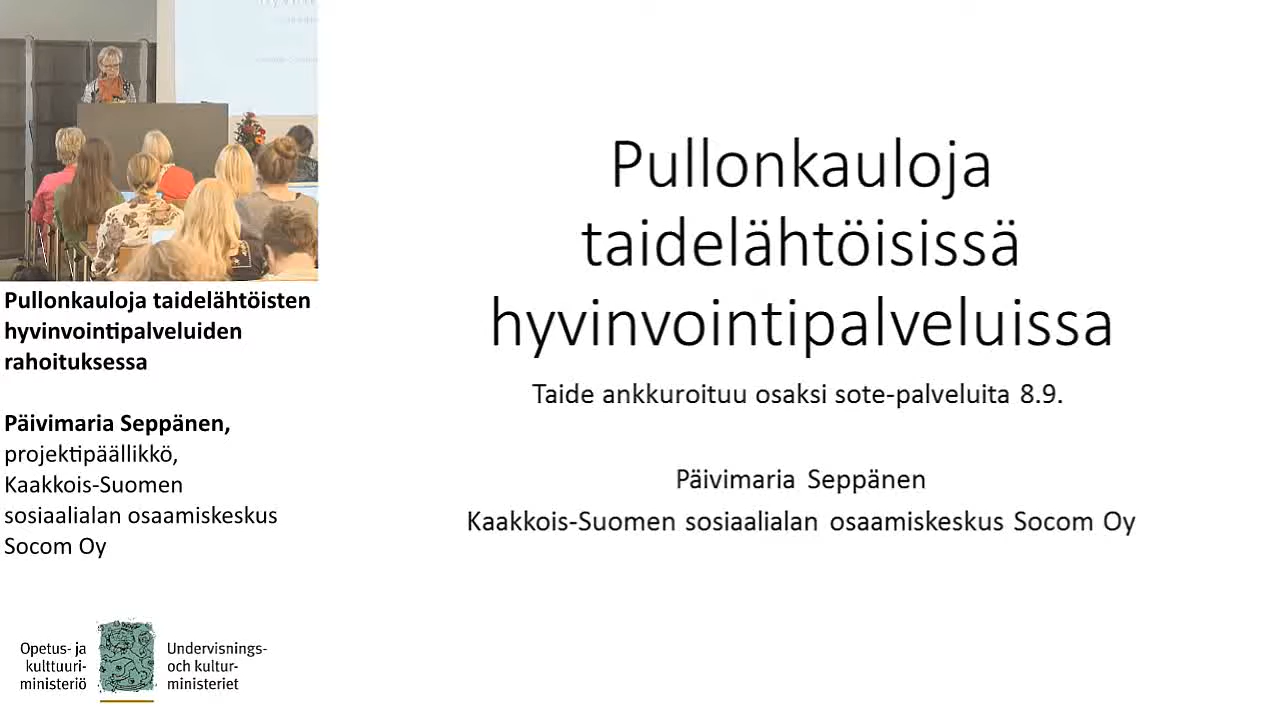 Pullonkauloja taidelähtöisten
hyvinvointipalveluiden
rahoituksessa
Päivimaria Seppänen,
projektipäällikkö,
Kaakkois-Suomen
sosiaalialan osaamiskeskus
Socom Oy
Opetus- ja
kulttuuri-
ministeriö
Undervisnings-
och kultur-
ministeriet
Pullonkauloja
taidelähtöisissä
hyvinvointipalveluissa
Taide ankkuroituu osaksi sote-palveluita 8.9.
Päivimaria Seppänen
Kaakkois-Suomen sosiaalialan osaamiskeskus Socom Oy